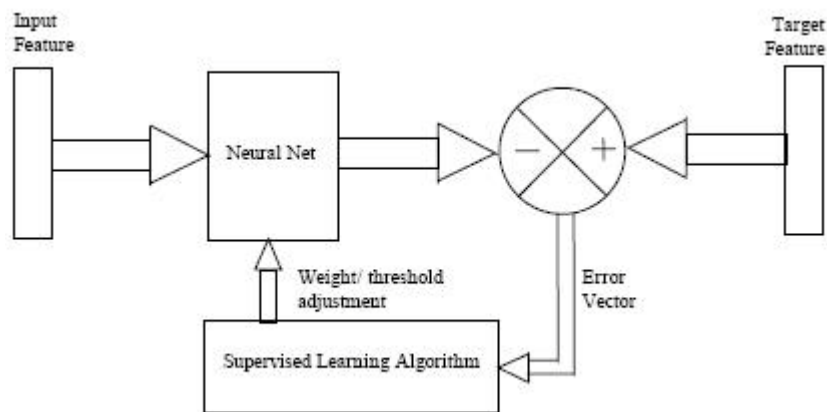 Input
Feature
Target
Feature
Neural Net
−
+
Weight/ threshold
adjustment
Error
Vector
Supervised Learning Algorithm